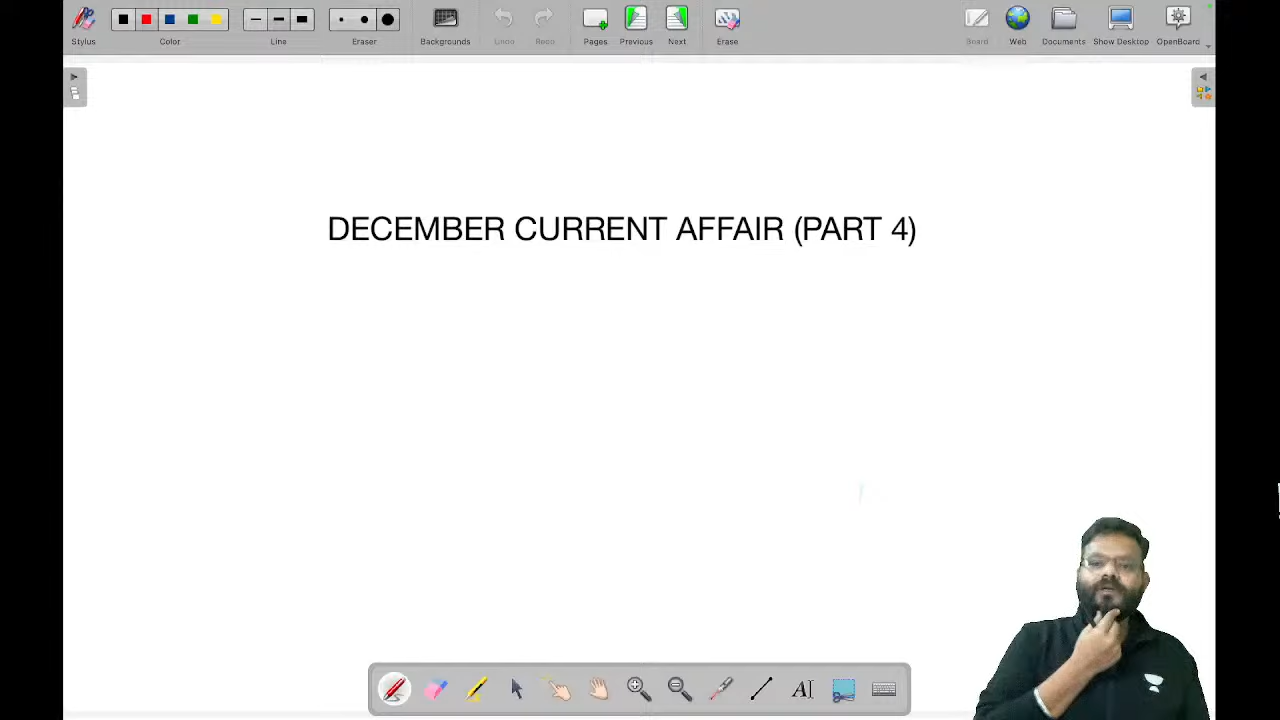 Stylus
Color
Line
Eraser
Backgrounds
Undo
Redo
Pages
Previous
Next
Erase
Board
Web
Documents
Show Desktop
OpenBoard
DECEMBER CURRENT AFFAIR (PART 4)